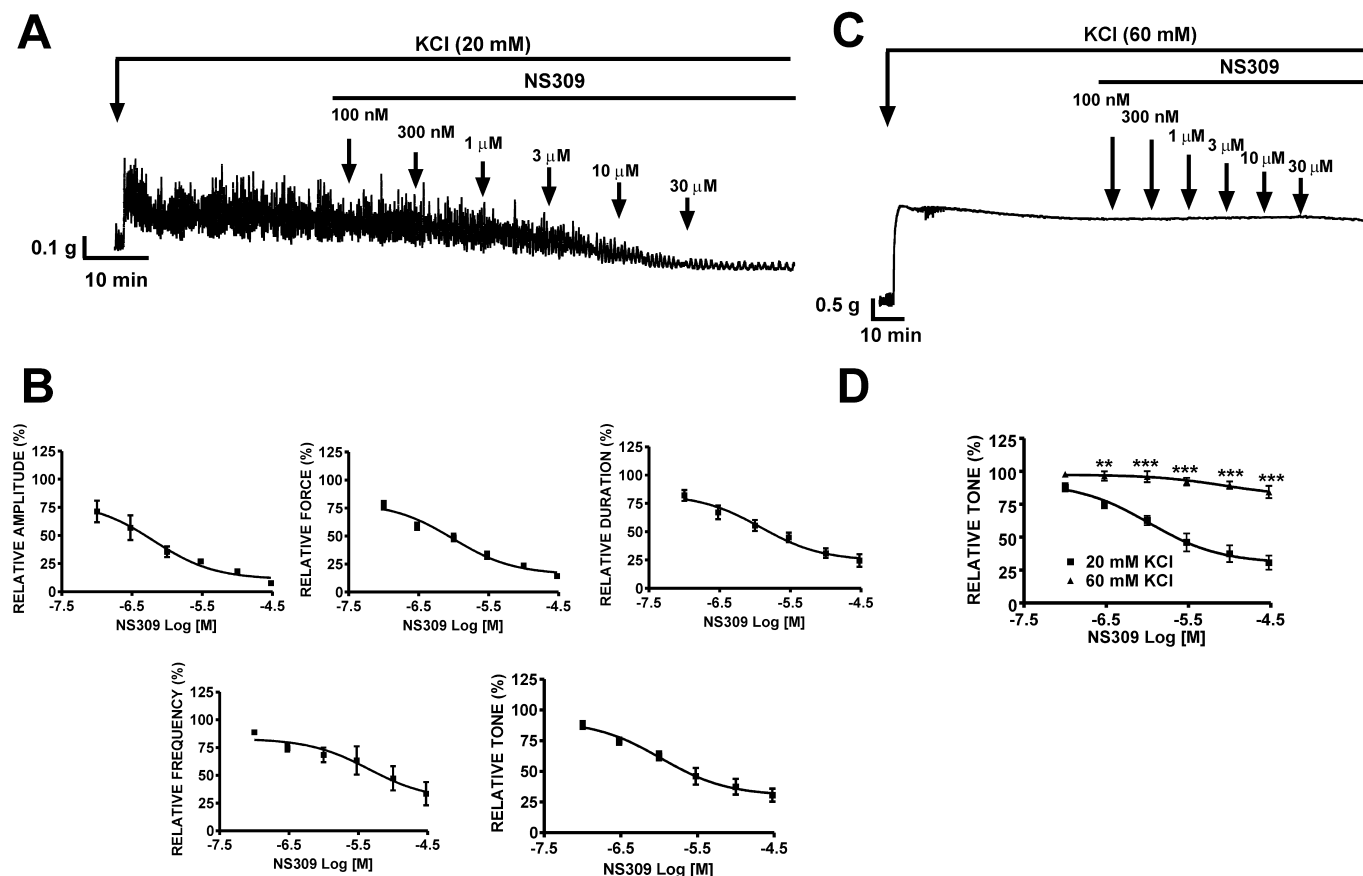 A
KCl (20 mM)
NS309
100 nM
300 nM
1 µM
3 µM
10 µM
30 µM
0.1 g
10 min
C
KCl (60 mM)
NS309
100 nM
300 nM
1 µM
3 µM
10 µM
30 µM
0.5 g
10 min
B
RELATIVE AMPLITUDE (%)
125
100
75
50
25
0
-7.5 -6.5 -5.5 -4.5
NS309 Log [M]
RELATIVE FORCE (%)
125
100
75
50
25
0
-7.5 -6.5 -5.5 -4.5
NS309 Log [M]
RELATIVE DURATION (%)
125
100
75
50
25
0
-7.5 -6.5 -5.5 -4.5
NS309 Log [M]
RELATIVE FREQUENCY (%)
125
100
75
50
25
0
-7.5 -6.5 -5.5 -4.5
NS309 Log [M]
RELATIVE TONE (%)
125
100
75
50
25
0
-7.5 -6.5 -5.5 -4.5
NS309 Log [M]
D
RELATIVE TONE (%)
125
100
75
50
25
0
** *** *** *** ***
20 mM KCl
60 mM KCl
-7.5 -6.5 -5.5 -4.5
NS309 Log [M]